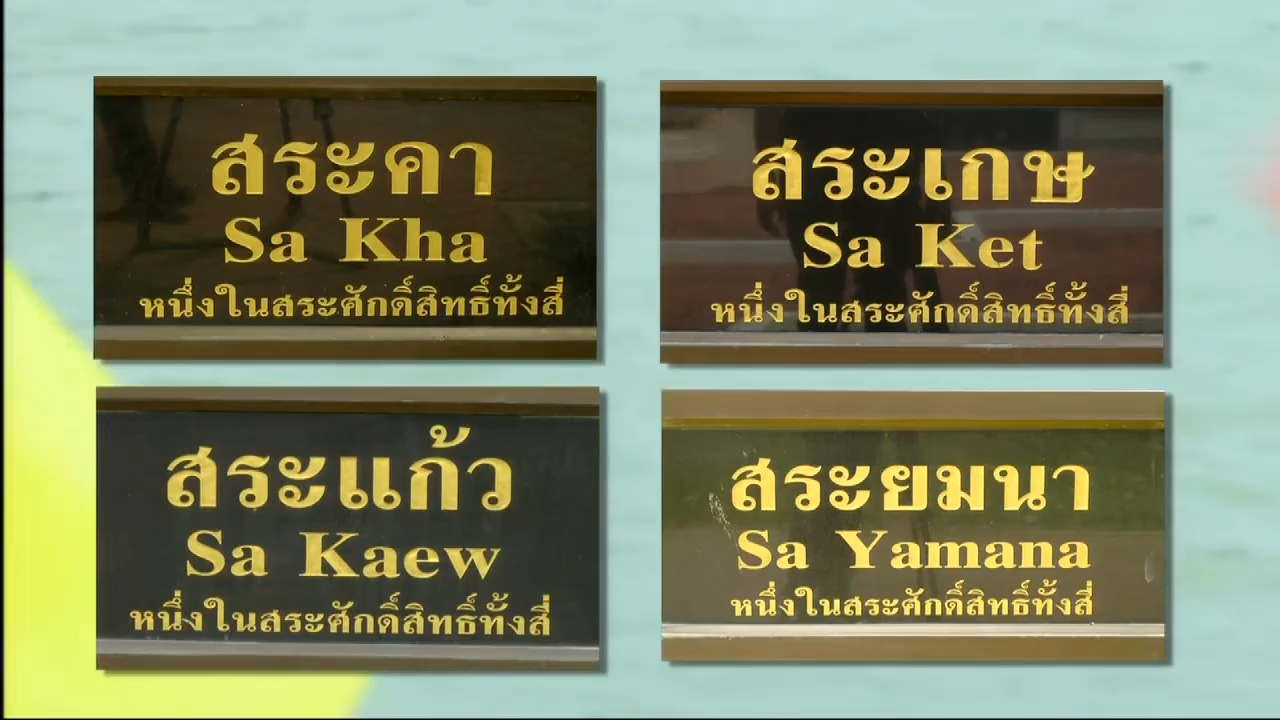 สระคา
Sa Kha
หนึ่งในสระศักดิ์สิทธิ์ทั้งสี่
สระเกษ
Sa Ket
หนึ่งในสระศักดิ์สิทธิ์ทั้งสี่
สระแก้ว
Sa Kaew
หนึ่งในสระศักดิ์สิทธิ์ทั้งสี่
สระยมนา
Sa Yamana
หนึ่งในสระศักดิ์สิทธิ์ทั้งสี่